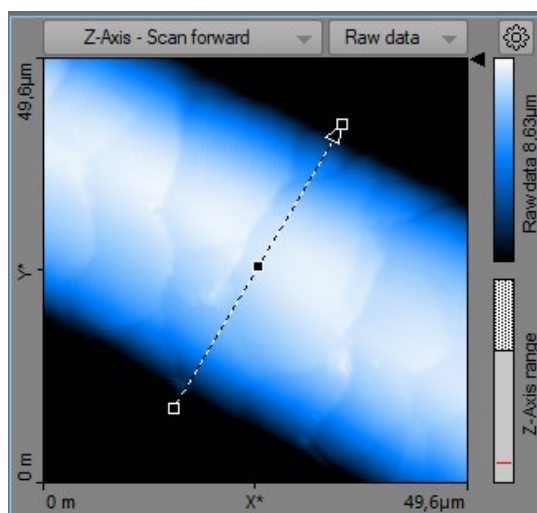 Z-Axis - Scan forward
Raw data
49,6µm
Raw data 8,63µm
Y*
Z-Axis range
0 m
0 m
X*
49,6µm